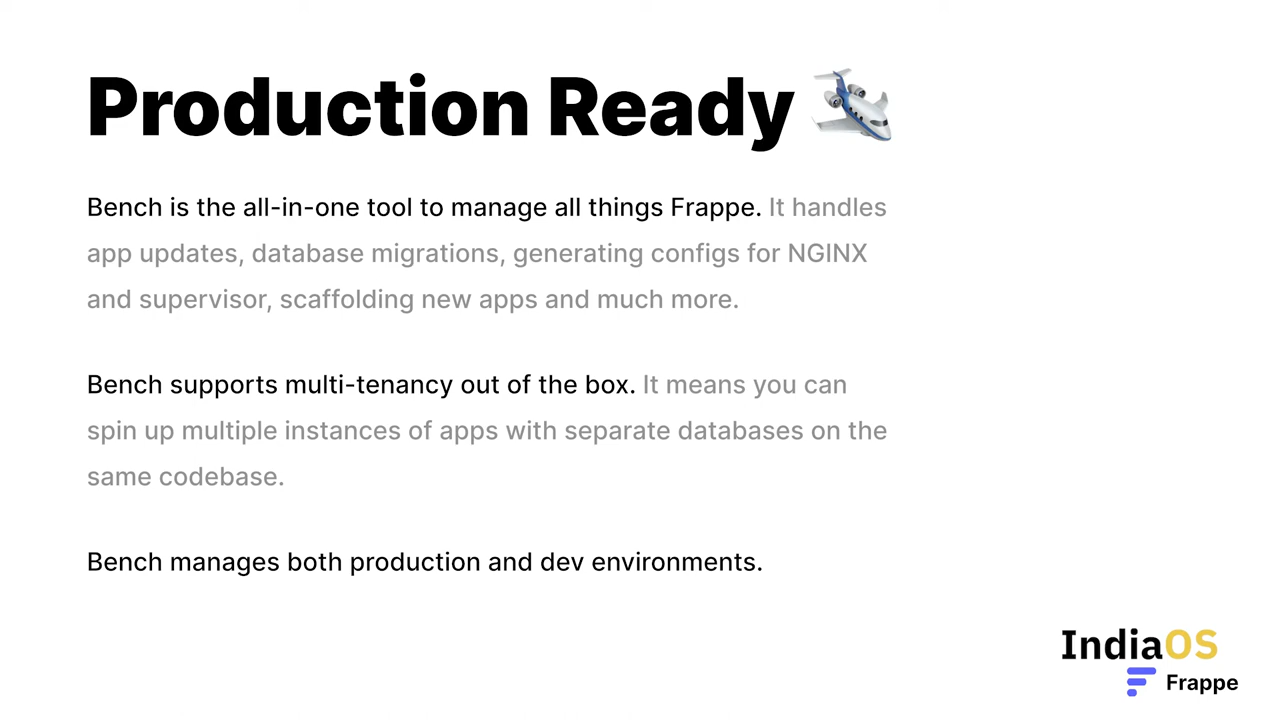 Production Ready
Bench is the all-in-one tool to manage all things Frappe. It handles
app updates, database migrations, generating configs for NGINX
and supervisor, scaffolding new apps and much more.
Bench supports multi-tenancy out of the box. It means you can
spin up multiple instances of apps with separate databases on the
same codebase.
Bench manages both production and dev environments.
IndiaOS
Frappe